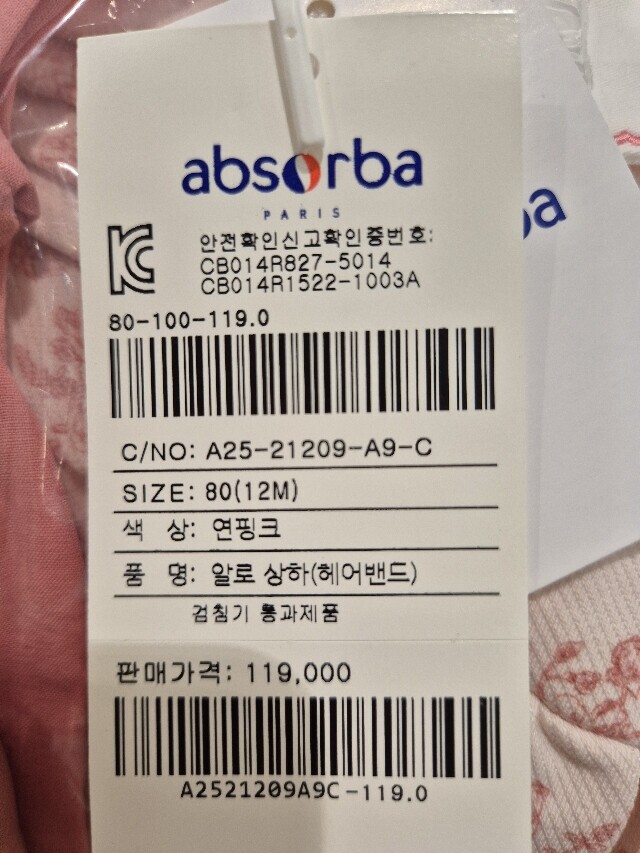 absorba
PARIS
안전확인신고확인증번호:
CB014R827-5014
CB014R1522-1003A
80-100-119.0
C/NO: A25-21209-A9-C
SIZE: 80(12M)
색 상: 연핑크
품 명: 알로 상하(헤어밴드)
검침기 통과제품
판매가격: 119,000
A2521209A9C-119.0
ba